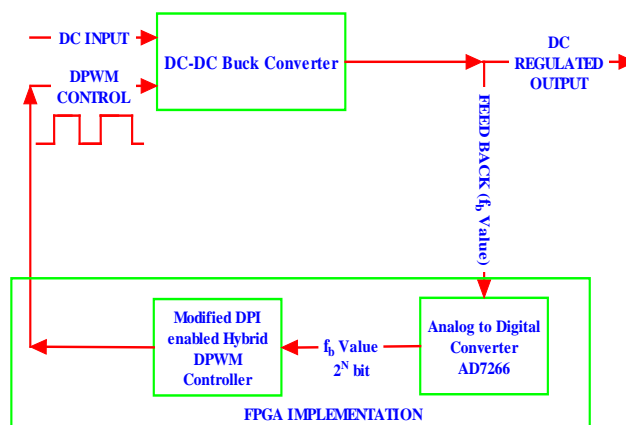 DC INPUT
DPWM
CONTROL
DC-DC Buck Converter
DC
REGULATED
OUTPUT
FEED BACK (fb Value)
Modified DPI
enabled Hybrid
DPWM
Controller
fb Value
2^N bit
Analog to Digital
Converter
AD7266
FPGA IMPLEMENTATION